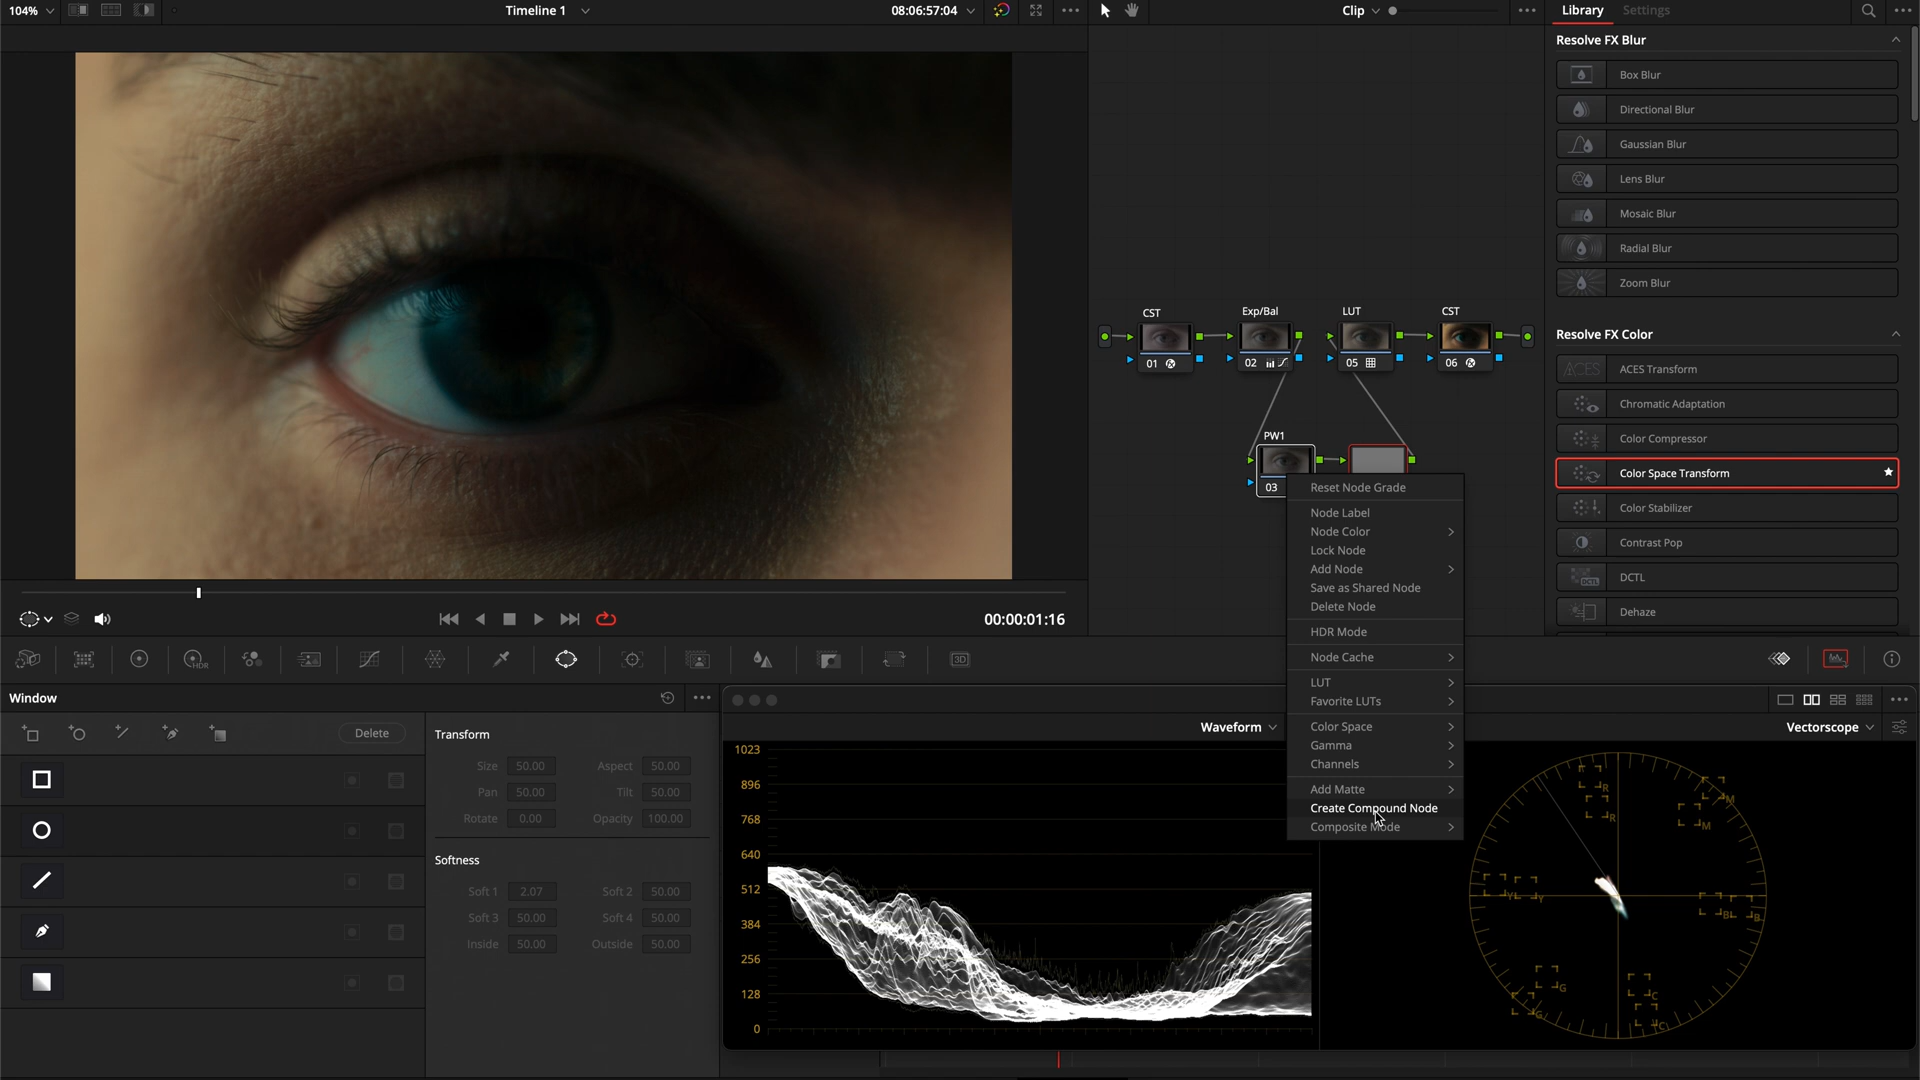 104%
Timeline 1
08:06:57:04
Clip
Library
Settings
Resolve FX Blur
Box Blur
Directional Blur
Gaussian Blur
Lens Blur
Mosaic Blur
Radial Blur
Zoom Blur
Resolve FX Color
ACES
ACES Transform
Chromatic Adaptation
Color Compressor
Color Space Transform
Color Stabilizer
Contrast Pop
DCTL
DCTL
Dehaze
CST
Exp/Bal
LUT
CST
01
02
05
06
PW1
03
Reset Node Grade
Node Label
Node Color
Lock Node
Add Node
Save as Shared Node
Delete Node
HDR Mode
Node Cache
LUT
Favorite LUTs
Color Space
Gamma
Channels
Add Matte
Create Compound Node
Composite Mode
00:00:01:16
HDR
3D
Window
Delete
Transform
Size 50.00 Aspect 50.00
Pan 50.00 Tilt 50.00
Rotate 0.00 Opacity 100.00
Softness
Soft 1 2.07 Soft 2 50.00
Soft 3 50.00 Soft 4 50.00
Inside 50.00 Outside 50.00
Waveform
1023
896
768
640
512
384
256
128
0
Vectorscope
R
R
M
M
Y
Y
B
B
G
G
C
C